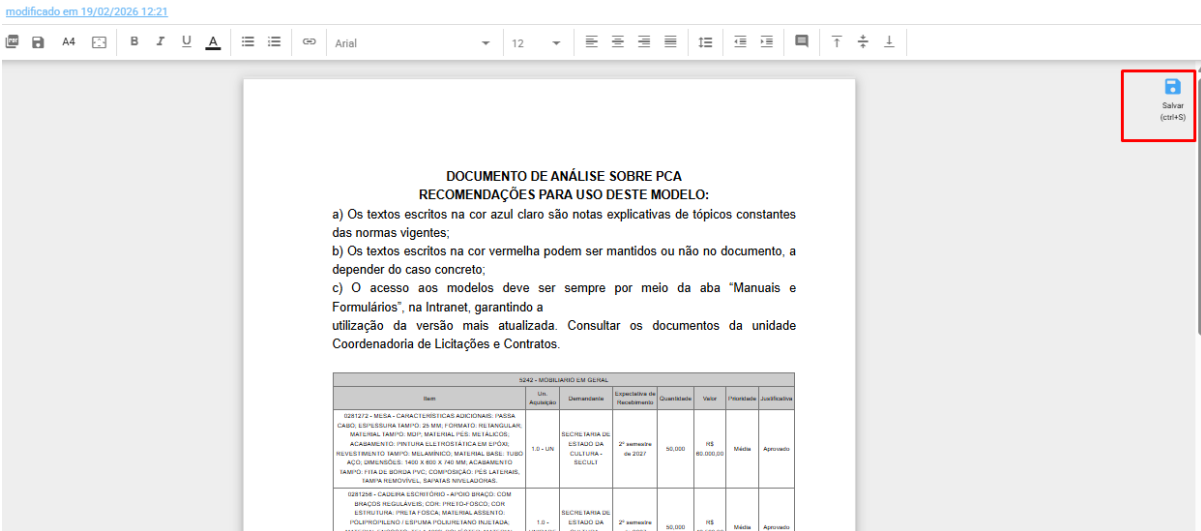 modificado em 19/02/2026 12:21
A4 B I U A Arial 12
Salvar
(ctrl+S)
DOCUMENTO DE ANÁLISE SOBRE PCA
RECOMENDAÇÕES PARA USO DESTE MODELO:
a) Os textos escritos na cor azul claro são notas explicativas de tópicos constantes
das normas vigentes;
b) Os textos escritos na cor vermelha podem ser mantidos ou não no documento, a
depender do caso concreto;
c) O acesso aos modelos deve ser sempre por meio da aba “Manuais e
Formulários”, na Intranet, garantindo a
utilização da versão mais atualizada. Consultar os documentos da unidade
Coordenadoria de Licitações e Contratos.
5242 - MOBILIARIO EM GERAL
Item
Un.
Aquisição
Demandante
Expectativa de
Recebimento
Quantidade
Valor
Prioridade
Justificativa
0281272 - MESA - CARACTERÍSTICAS ADICIONAIS: PASSA
CABO; ESPESSURA TAMPO: 25 MM; FORMATO: RETANGULAR;
MATERIAL TAMPO: MDP; MATERIAL PÉS: METÁLICOS;
ACABAMENTO: PINTURA ELETROSTÁTICA EM EPÓXI;
REVESTIMENTO TAMPO: MELAMÍNICO; MATERIAL BASE: TUBO
AÇO; DIMENSÕES: 1400 X 800 X 740 MM; ACABAMENTO
TAMPO: FITA DE BORDA PVC; COMPOSIÇÃO: PÉS LATERAIS,
TAMPA REMOVÍVEL, SAPATAS NIVELADORAS.
1.0 - UN
SECRETARIA DE
ESTADO DA
CULTURA -
SECULT
2º semestre
de 2027
50,000
R$
60.000,00
Média
Aprovado
0281256 - CADEIRA ESCRITÓRIO - APOIO BRAÇO: COM
BRAÇOS REGULÁVEIS; COR: PRETO-FOSCO; COR
ESTRUTURA: PRETA FOSCA; MATERIAL ASSENTO:
POLIPROPILENO / ESPUMA POLIURETANO INJETADA;
1.0 -
SECRETARIA DE
ESTADO DA
2º semestre
50,000
R$
Média
Aprovado